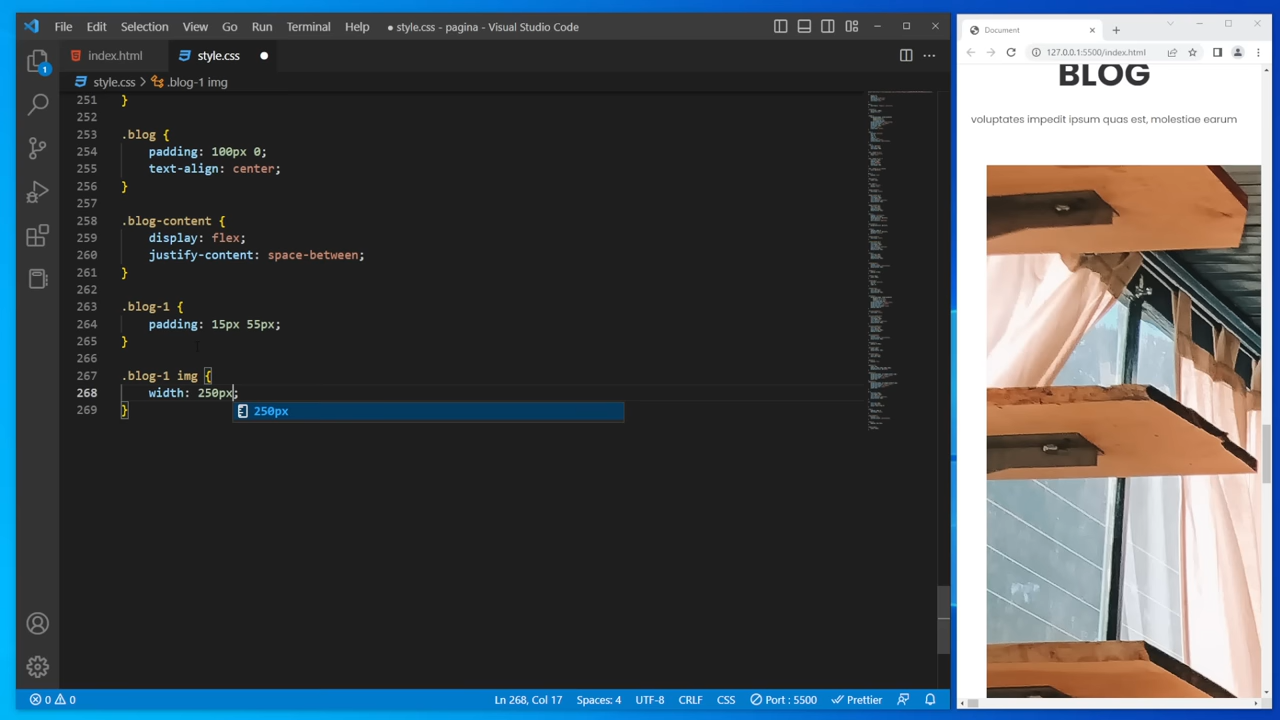 File Edit Selection View Go Run Terminal Help ● style.css - pagina - Visual Studio Code
index.html style.css
style.css > .blog-1 img
251 }
252
253 .blog {
254 padding: 100px 0;
255 text-align: center;
256 }
257
258 .blog-content {
259 display: flex;
260 justify-content: space-between;
261 }
262
263 .blog-1 {
264 padding: 15px 55px;
265 }
266
267 .blog-1 img {
268 width: 250px;
250px
269 }
1
0 0
Ln 268, Col 17 Spaces: 4 UTF-8 CRLF CSS Port : 5500 Prettier
Document
127.0.0.1:5500/index.html
BLOG
voluptates impedit ipsum quas est, molestiae earum